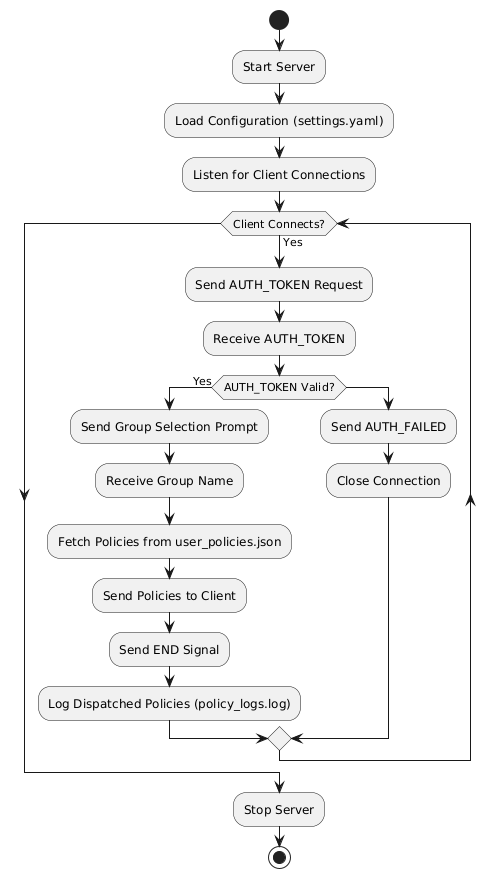 Start Server
Load Configuration (settings.yaml)
Listen for Client Connections
Client Connects?
Yes
Send AUTH_TOKEN Request
Receive AUTH_TOKEN
AUTH_TOKEN Valid?
Yes
Send Group Selection Prompt
Receive Group Name
Fetch Policies from user_policies.json
Send Policies to Client
Send END Signal
Log Dispatched Policies (policy_logs.log)
Send AUTH_FAILED
Close Connection
Stop Server